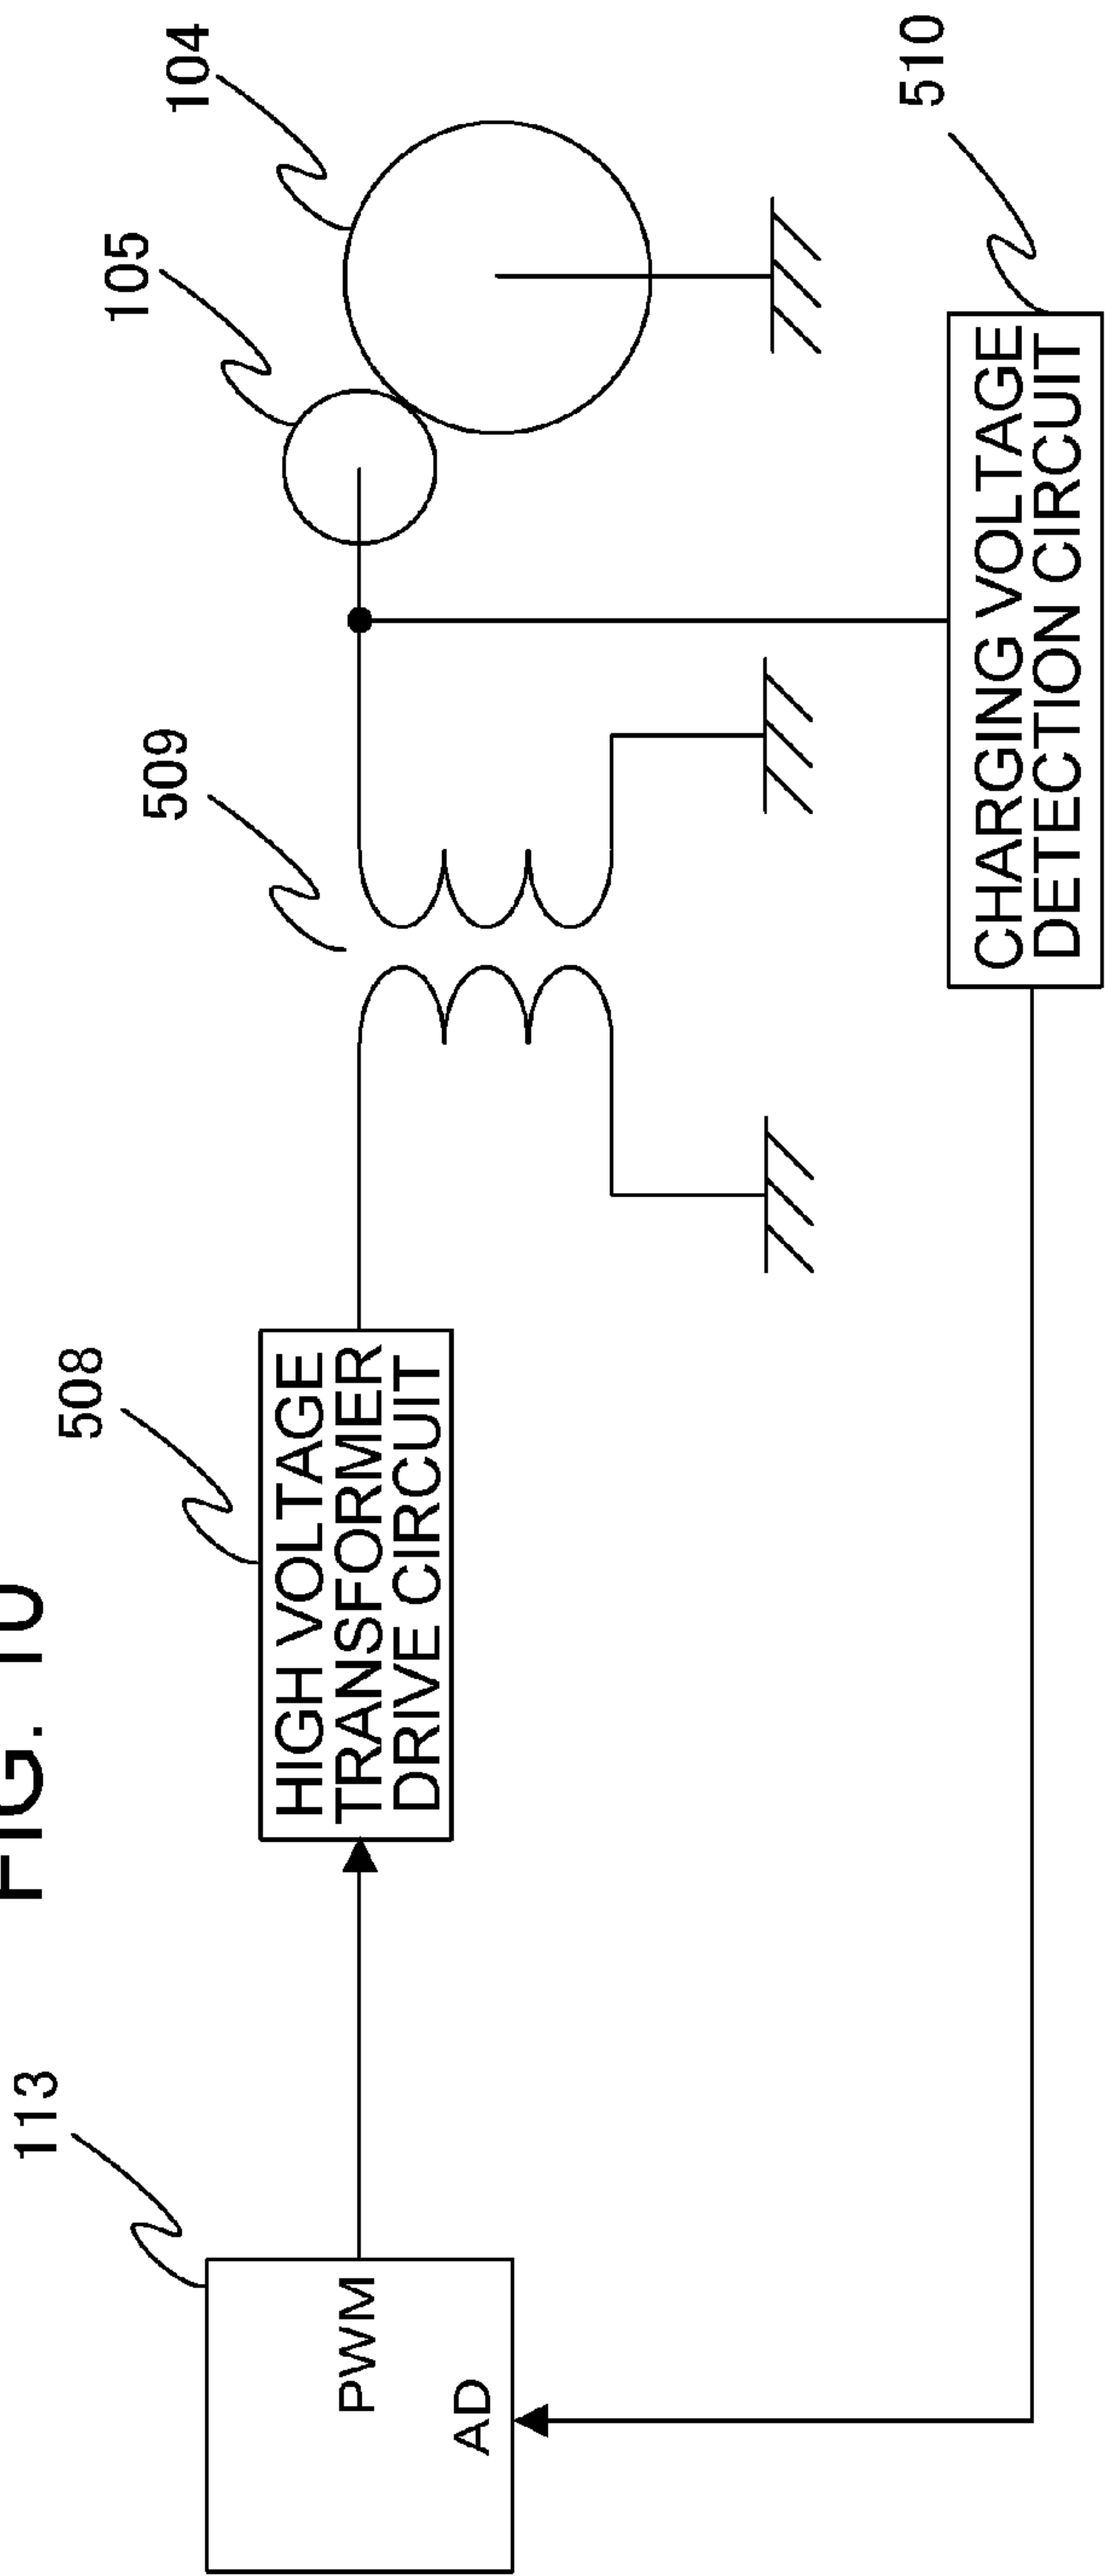 FIG. 10
113
508
509
105
104
PWM
AD
HIGH VOLTAGE
TRANSFORMER
DRIVE CIRCUIT
510
CHARGING VOLTAGE
DETECTION CIRCUIT